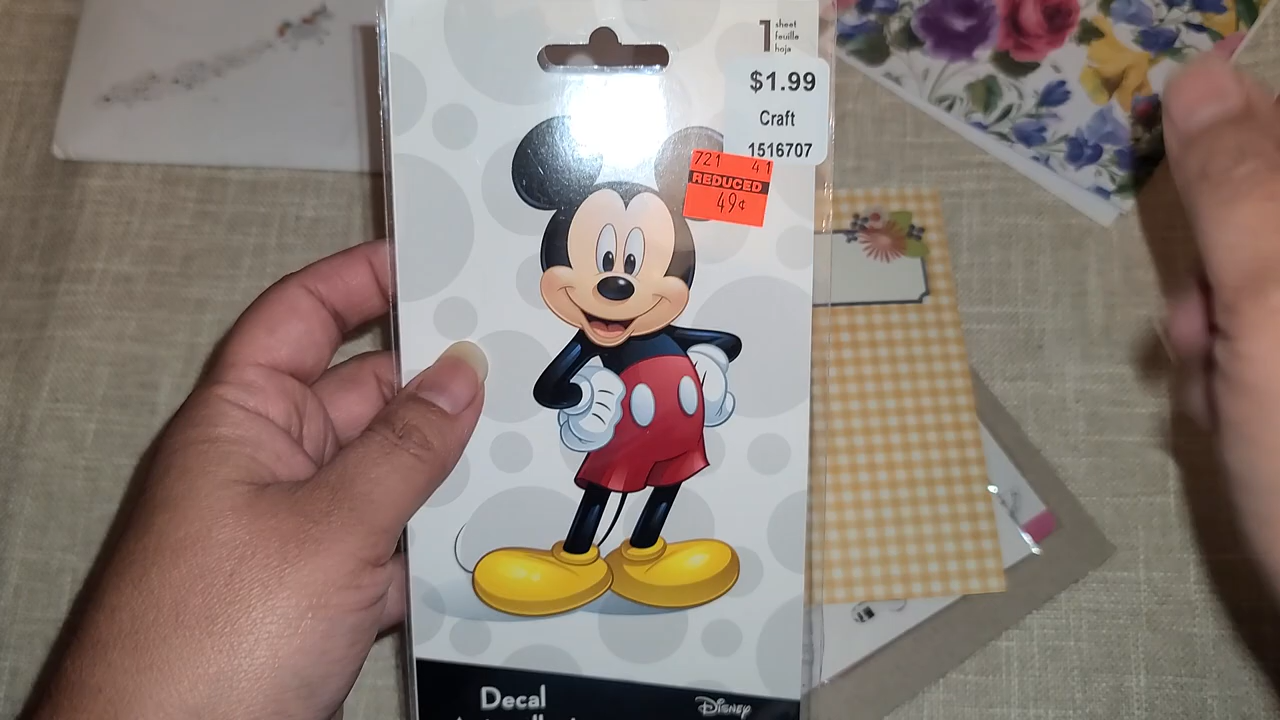 1 sheet
feuille
hoja
$1.99
Craft
1516707
721 41
REDUCED
49¢
Decal
Disney